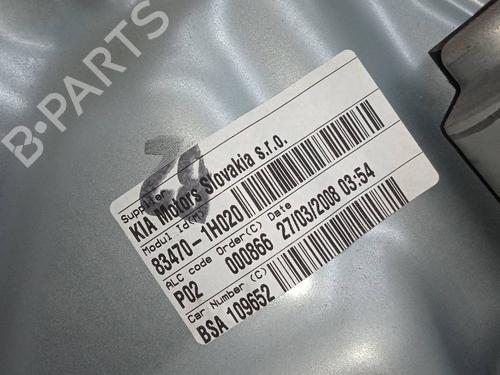 B-PARTS
Supplier
KIA Motors Slovakia s.r.o.
Modul Id(M)
83470-1H020
ALC code Order(C) Date
P02 000866 27/03/2008 03:54
Car Number (C)
BSA 109652